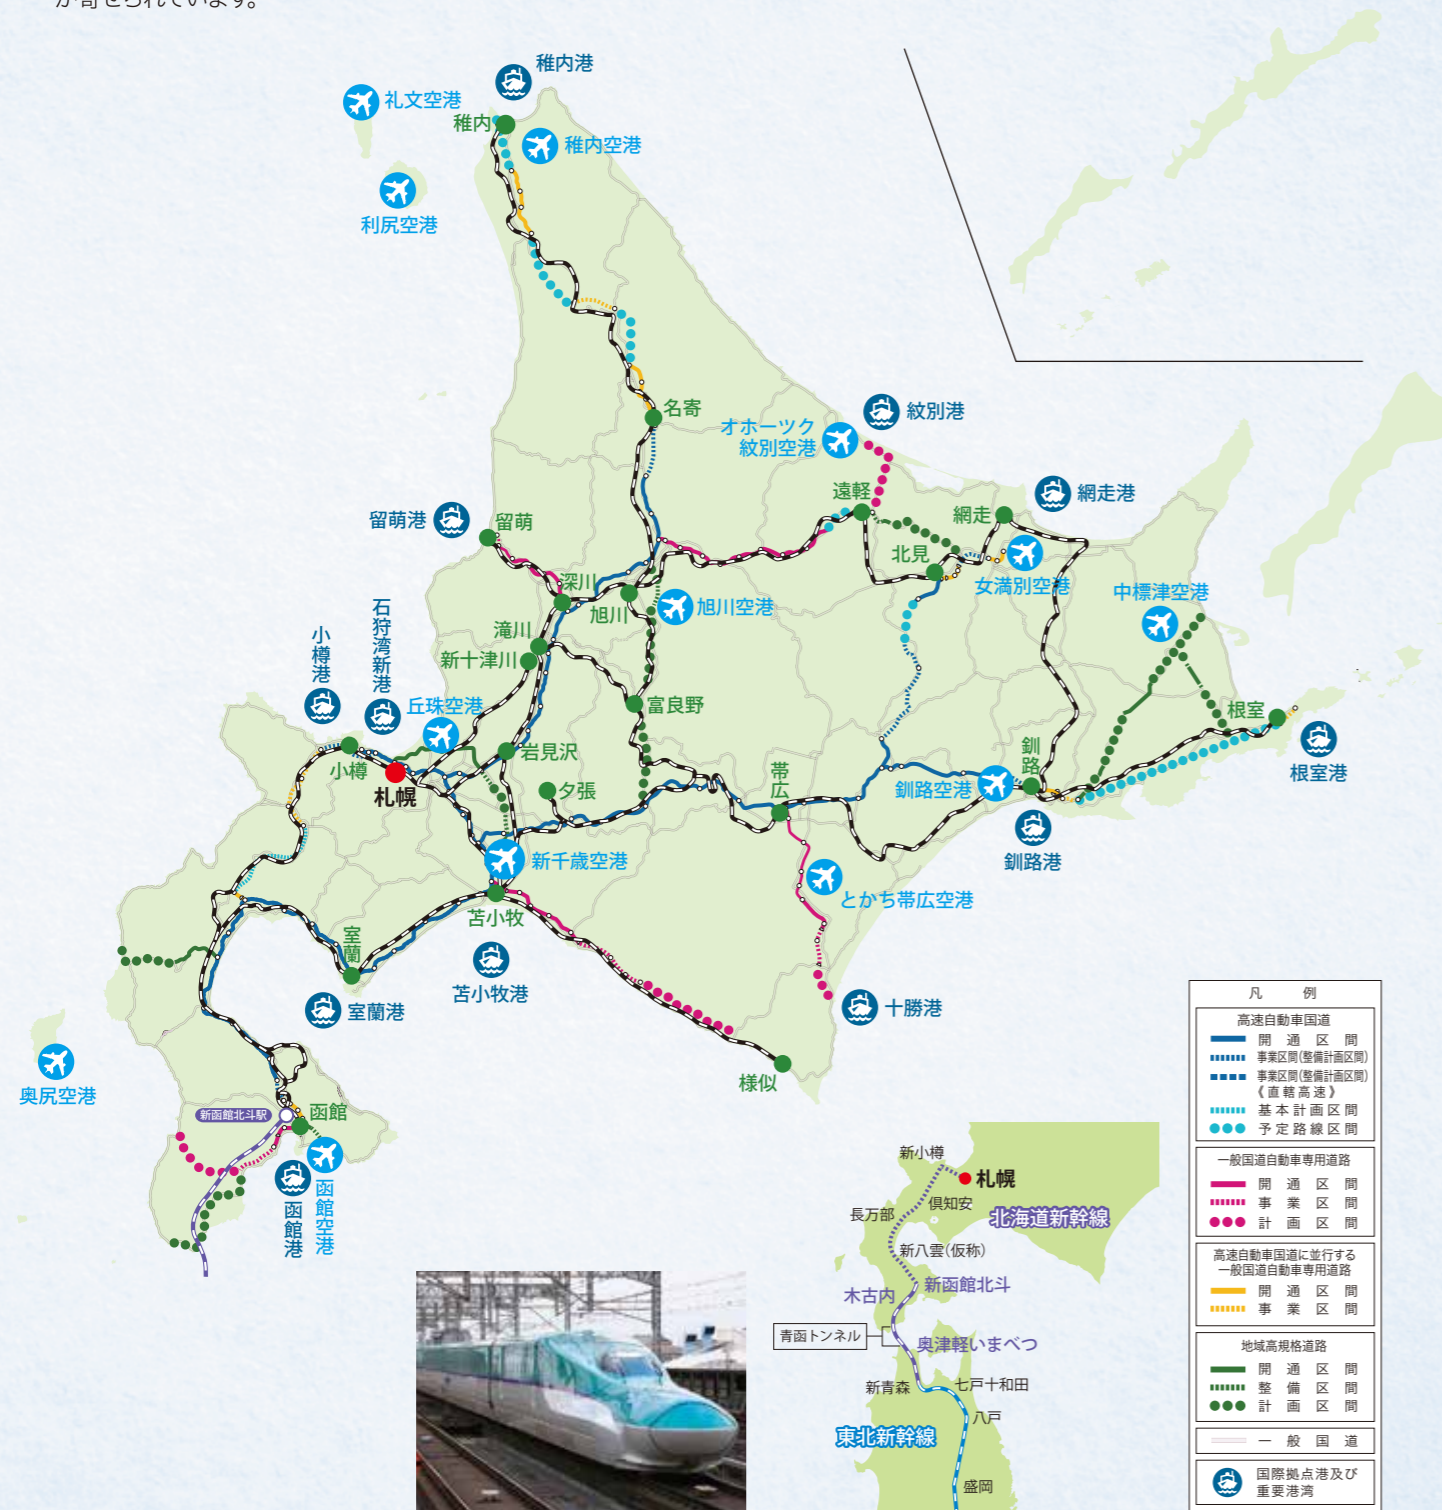 が寄せられています。
稚内港
礼文空港
稚内
稚内空港
利尻空港
名寄
紋別港
オホーツク
紋別空港
遠軽
網走港
網走
留萌港
留萌
北見
女満別空港
中標津空港
深川
旭川
旭川空港
石狩湾新港
小樽港
滝川
新十津川
丘珠空港
富良野
根室
根室港
小樽
札幌
岩見沢
夕張
帯広
釧路
釧路空港
釧路港
新千歳空港
とかち帯広空港
苫小牧
苫小牧港
室蘭
室蘭港
十勝港
様似
奥尻空港
新函館北斗駅
函館
函館港
函館空港
新小樽
札幌
倶知安
長万部
北海道新幹線
新八雲(仮称)
新函館北斗
木古内
青函トンネル
奥津軽いまべつ
新青森
七戸十和田
八戸
東北新幹線
盛岡
凡例
高速自動車国道
開通区間
事業区間(整備計画区間)
事業区間(整備計画区間)
《直轄高速》
基本計画区間
予定路線区間
一般国道自動車専用道路
開通区間
事業区間
計画区間
高速自動車国道に並行する
一般国道自動車専用道路
開通区間
事業区間
地域高規格道路
開通区間
整備区間
計画区間
一般国道
国際拠点港及び
重要港湾